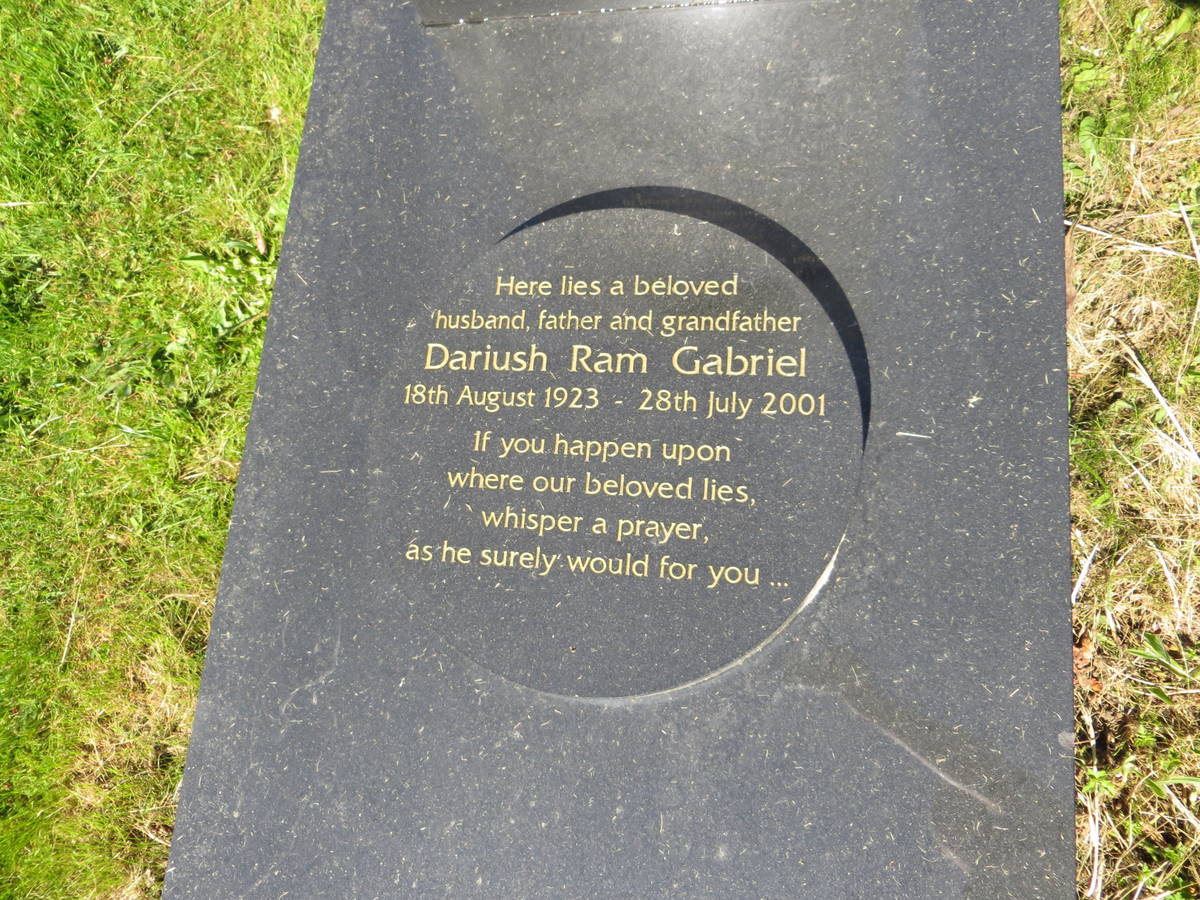 Here lies a beloved
husband, father and grandfather
Dariush Ram Gabriel
18th August 1923 - 28th July 2001
If you happen upon
where our beloved lies,
whisper a prayer,
as he surely would for you ...